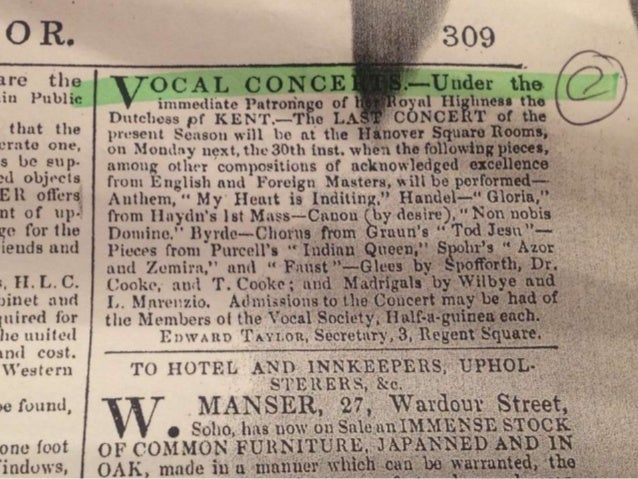 OR.
309
2
are the
in Public
that the
erate one,
s be sup-
ed objects
ER offers
nt of up-
ge for the
iends and
, H. L. C.
binet and
quired for
he united
and cost.
Western
be found,
one foot
indows,
VOCAL CONCERTS.—Under the
immediate Patronage of her Royal Highness the
Dutchess of KENT.—The LAST CONCERT of the
present Season will be at the Hanover Square Rooms,
on Monday next, the 30th inst. when the following pieces,
among other compositions of acknowledged excellence
from English and Foreign Masters, will be performed—
Anthem, "My Heart is Inditing," Handel—"Gloria,"
from Haydn's 1st Mass—Canon (by desire), "Non nobis
Domine," Byrde—Chorus from Graun's "Tod Jesu"—
Pieces from Purcell's "Indian Queen," Spohr's "Azor
and Zemira," and "Faust"—Glees by Spofforth, Dr.
Cooke, and T. Cooke; and Madrigals by Wilbye and
L. Marenzio. Admissions to the Concert may be had of
the Members of the Vocal Society, Half-a-guinea each.
EDWARD TAYLOR, Secretary, 3, Regent Square.
TO HOTEL AND INNKEEPERS, UPHOL-
STERERS, &c.
W. MANSER, 27, Wardour Street,
Soho, has now on Sale an IMMENSE STOCK
OF COMMON FURNITURE, JAPANNED AND IN
OAK, made in a manner which can be warranted, the